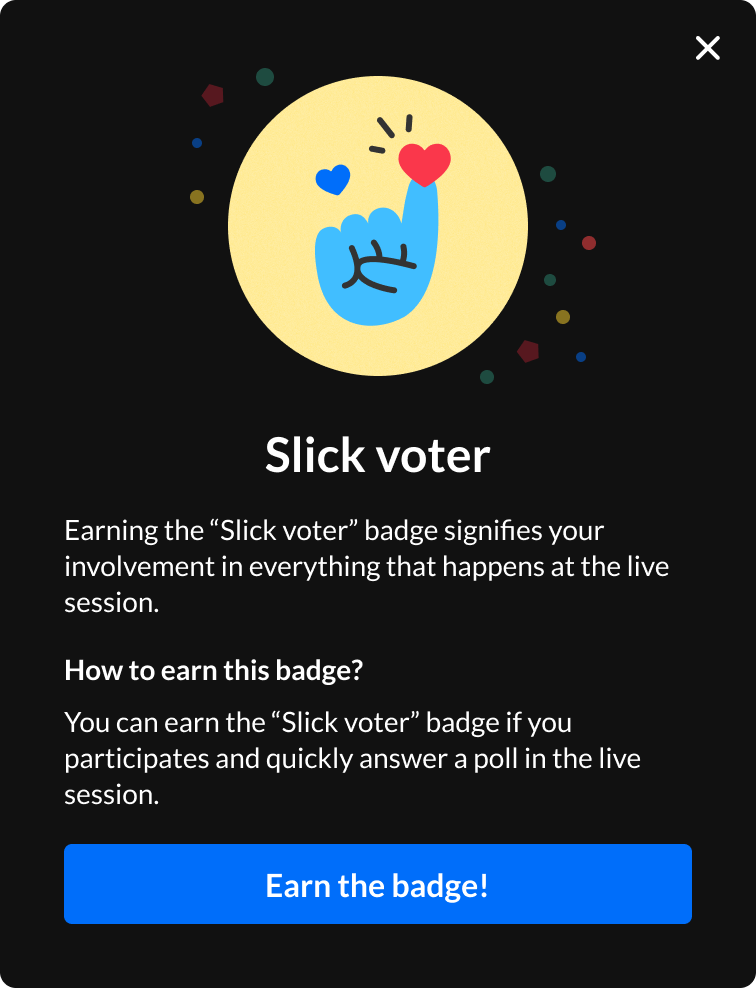 Slick voter
Earning the “Slick voter” badge signifies your
involvement in everything that happens at the live
session.
How to earn this badge?
You can earn the “Slick voter” badge if you
participates and quickly answer a poll in the live
session.
Earn the badge!